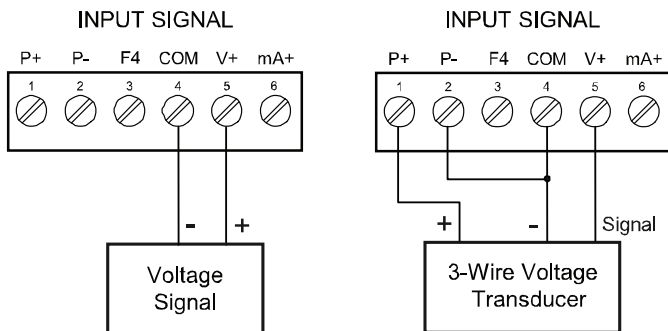 INPUT SIGNAL
P+ P- F4 COM V+ mA+
1 2 3 4 5 6
- +
Voltage
Signal
INPUT SIGNAL
P+ P- F4 COM V+ mA+
1 2 3 4 5 6
+ - Signal
3-Wire Voltage
Transducer